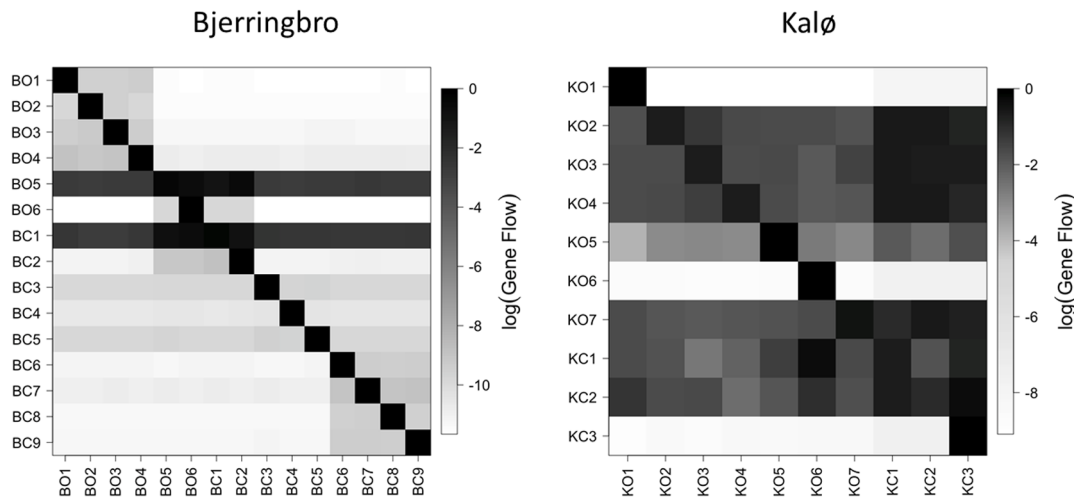 Bjerringbro
BO1
BO2
BO3
BO4
BO5
BO6
BC1
BC2
BC3
BC4
BC5
BC6
BC7
BC8
BC9
BO1 BO2 BO3 BO4 BO5 BO6 BC1 BC2 BC3 BC4 BC5 BC6 BC7 BC8 BC9
0
-2
-4
-6
-8
-10
log(Gene Flow)
Kalø
KO1
KO2
KO3
KO4
KO5
KO6
KO7
KC1
KC2
KC3
KO1 KO2 KO3 KO4 KO5 KO6 KO7 KC1 KC2 KC3
0
-2
-4
-6
-8
log(Gene Flow)